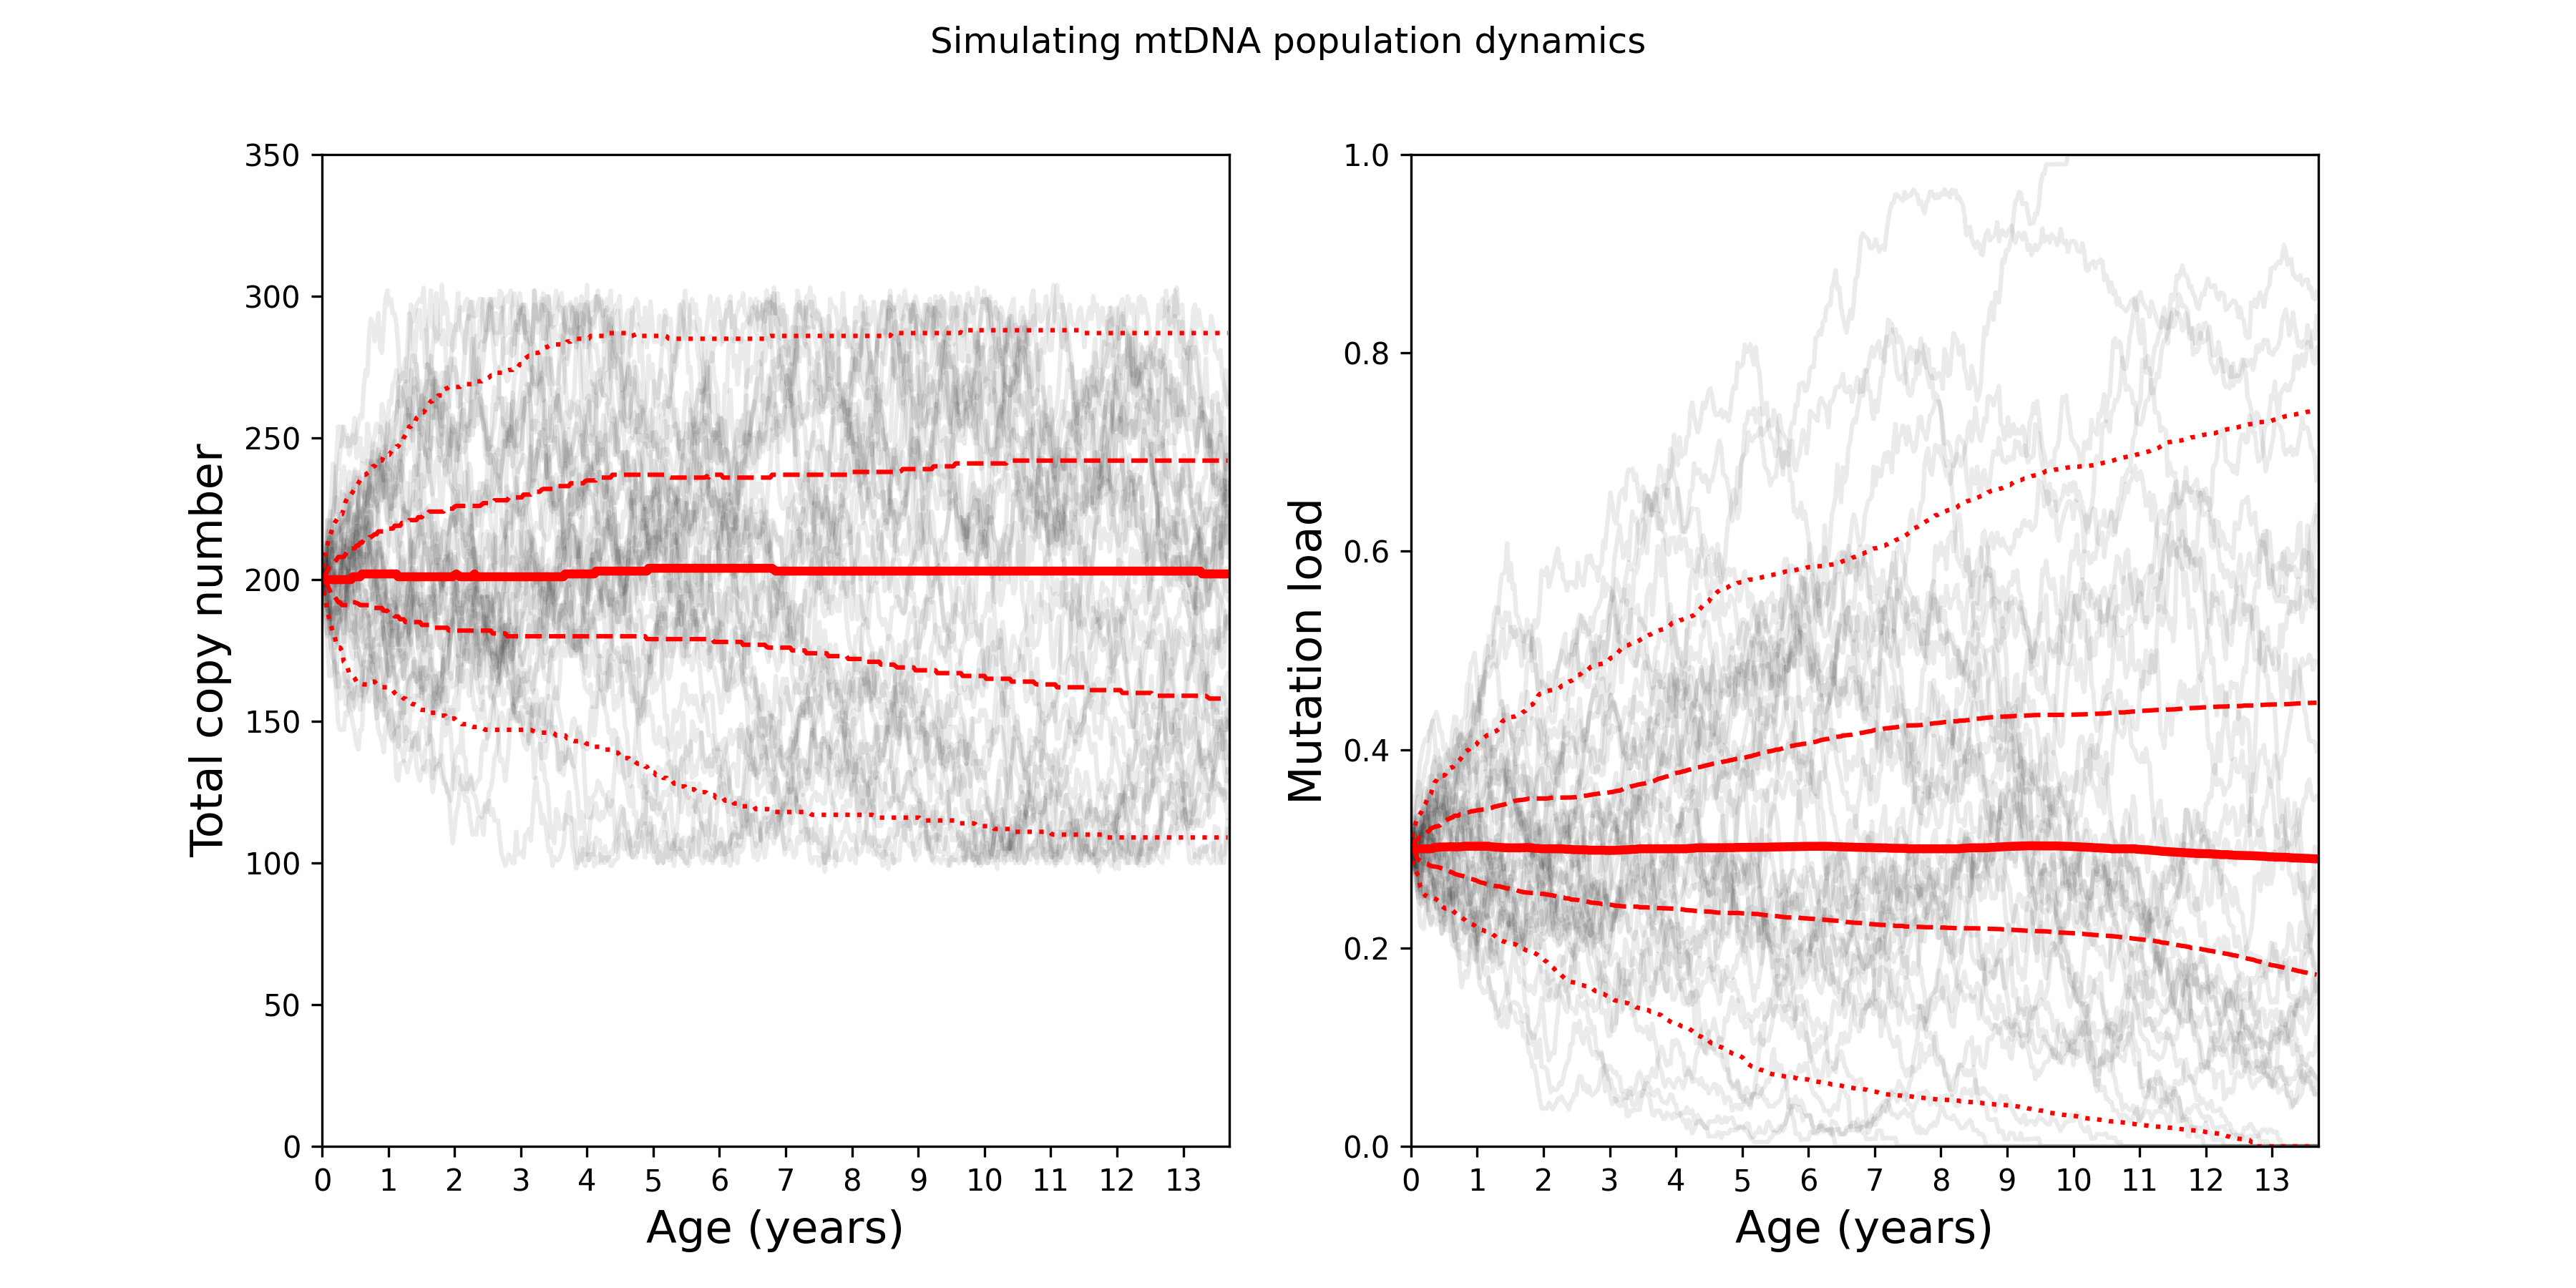 Simulating mtDNA population dynamics
Total copy number
350
300
250
200
150
100
50
0
0 1 2 3 4 5 6 7 8 9 10 11 12 13
Age (years)
Mutation load
1.0
0.8
0.6
0.4
0.2
0.0
0 1 2 3 4 5 6 7 8 9 10 11 12 13
Age (years)